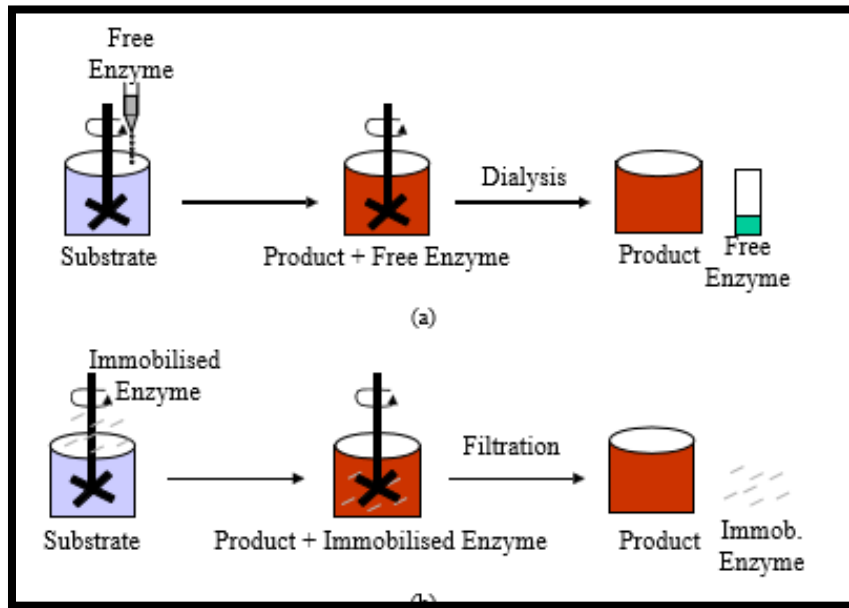 Free
Enzyme
Dialysis
Substrate
Product + Free Enzyme
Product
Free
Enzyme
(a)
Immobilised
Enzyme
Filtration
Substrate
Product + Immobilised Enzyme
Product
Immob.
Enzyme